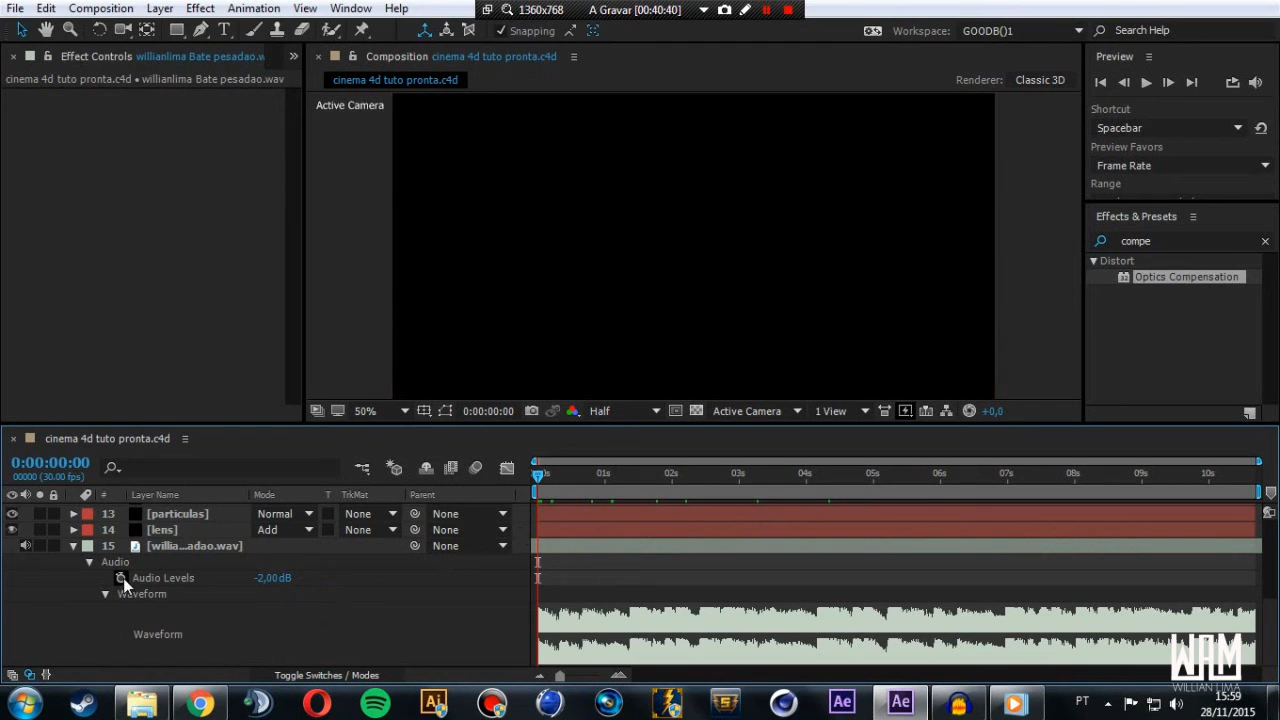 File Edit Composition Layer Effect Animation View Window Help
1360x768 A Gravar [00:40:40]
Snapping
Workspace: GOODB()1
Search Help
Effect Controls willianlima Bate pesadao.w
cinema 4d tuto pronta.c4d • willianlima Bate pesadao.wav
Composition cinema 4d tuto pronta.c4d
cinema 4d tuto pronta.c4d
Renderer: Classic 3D
Active Camera
Preview
Shortcut
Spacebar
Preview Favors
Frame Rate
Range
Effects & Presets
compe
Distort
32
Optics Compensation
50% 0:00:00:00 Half Active Camera 1 View +0,0
cinema 4d tuto pronta.c4d
0:00:00:00
00000 (30.00 fps)
0s 01s 02s 03s 04s 05s 06s 07s 08s 09s 10s
# Layer Name Mode T TrkMat Parent
13 [particulas] Normal None None
14 [lens] Add None None
15 [willia...adao.wav] None
Audio
Audio Levels -2,00dB
Waveform
Waveform
Toggle Switches / Modes
WAM
WILLIAN LIMA
Ai
S
Ae
Ae
PT
15:59
28/11/2015